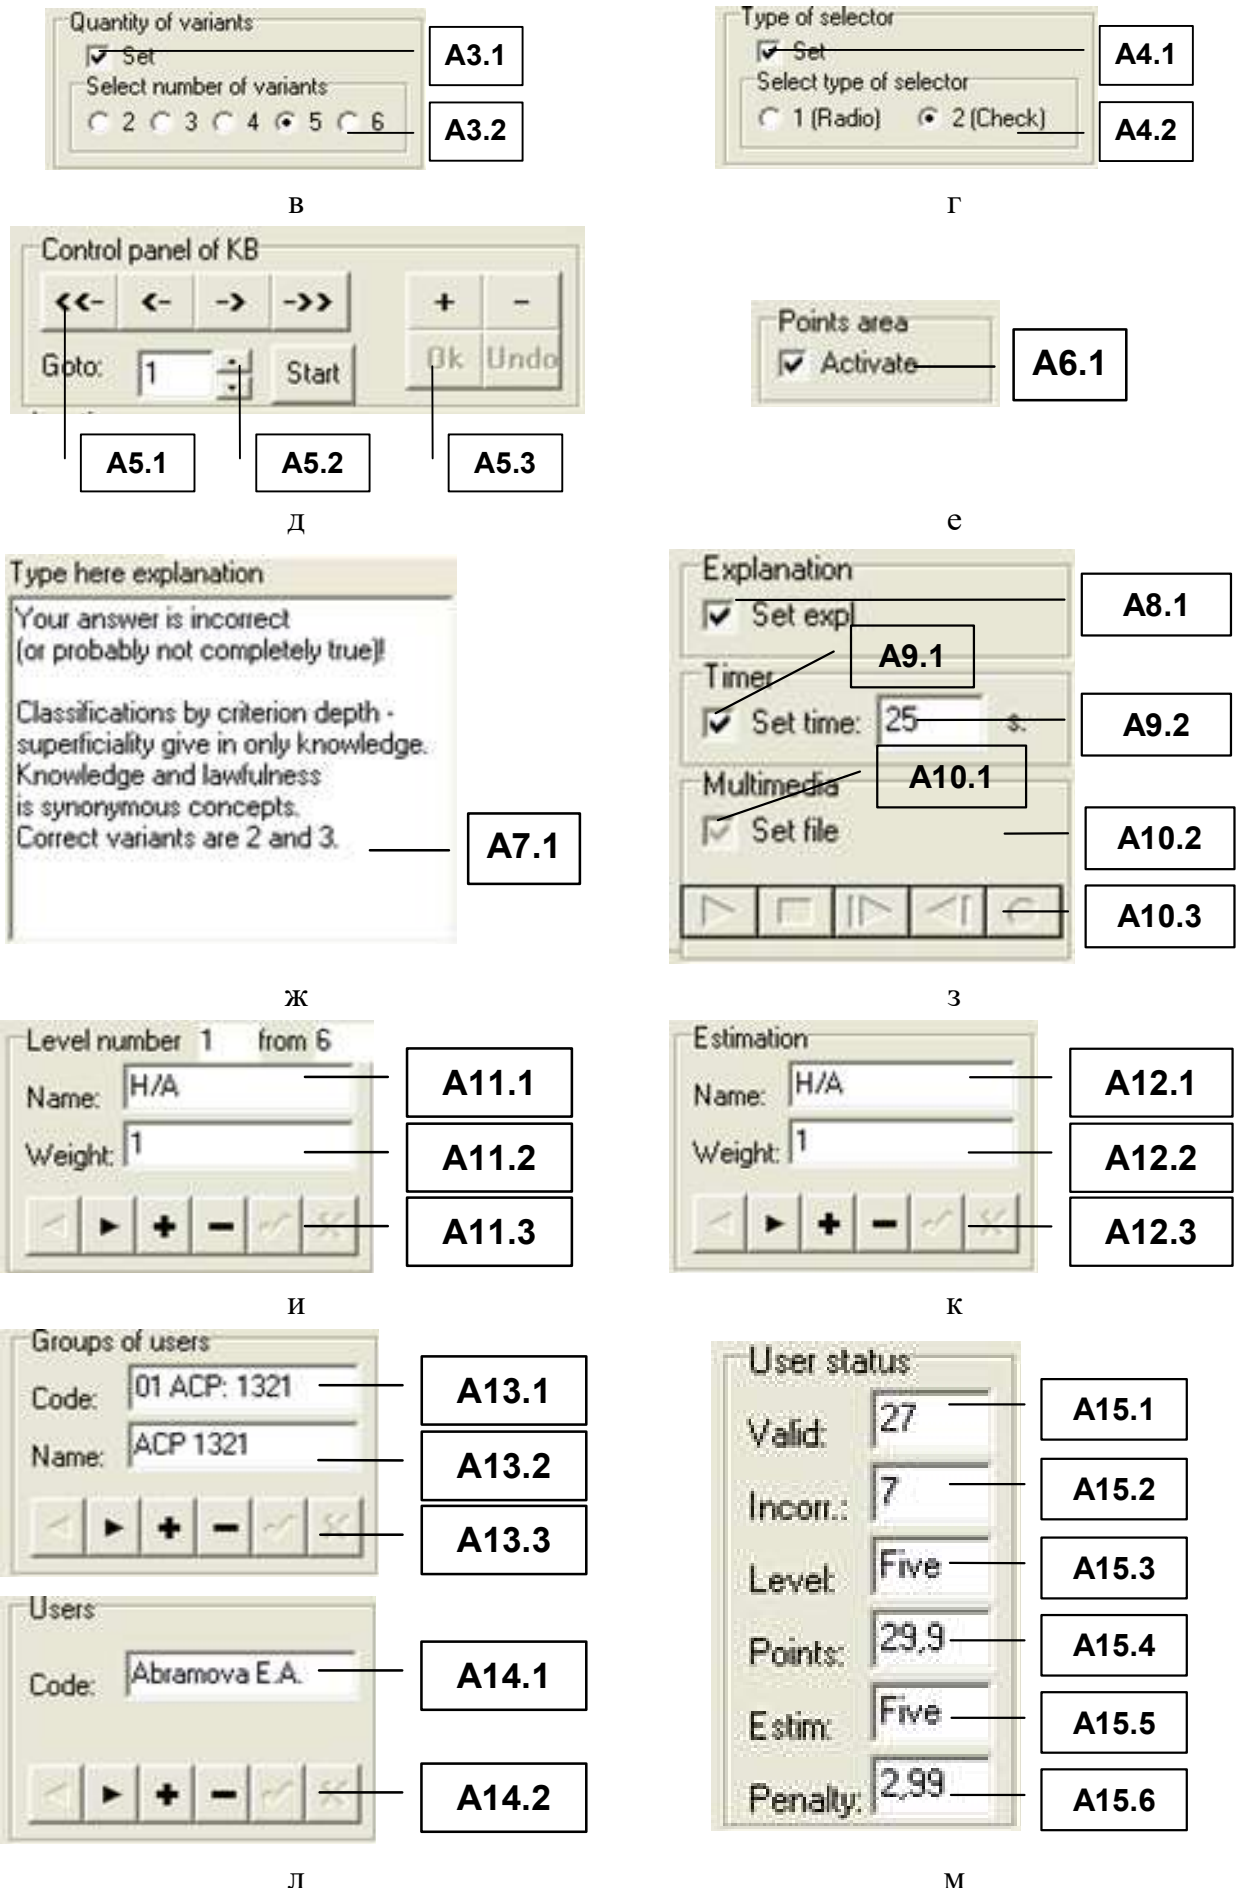 Quantity of variants
Set
Select number of variants
2 3 4 5 6
A3.1
A3.2
в
Type of selector
Set
Select type of selector
1 (Radio) 2 (Check)
A4.1
A4.2
г
Control panel of KB
<<- <- -> ->> + -
Goto: 1 Start Ok Undo
A5.1 A5.2 A5.3
д
Points area
Activate
A6.1
е
Type here explanation
Your answer is incorrect
(or probably not completely true)!
Classifications by criterion depth -
superficiality give in only knowledge.
Knowledge and lawfulness
is synonymous concepts.
Correct variants are 2 and 3.
A7.1
ж
Explanation
Set expl
A8.1
A9.1
Timer
Set time: 25 s.
A9.2
A10.1
Multimedia
Set file
A10.2
A10.3
з
Level number 1 from 6
Name: H/A
A11.1
Weight: 1
A11.2
A11.3
и
Estimation
Name: H/A
A12.1
Weight: 1
A12.2
A12.3
к
Groups of users
Code: 01 ACP: 1321
A13.1
Name: ACP 1321
A13.2
A13.3
Users
Code: Abramova E.A.
A14.1
A14.2
л
User status
Valid: 27
A15.1
Incorr.: 7
A15.2
Level: Five
A15.3
Points: 29,9
A15.4
Estim: Five
A15.5
Penalty: 2,99
A15.6
м